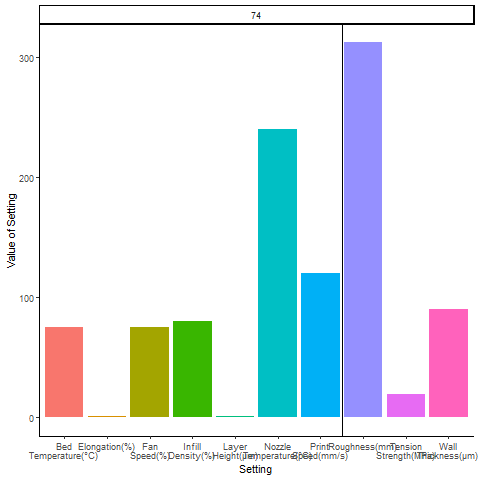 74
Value of Setting
300
200
100
0
Bed Temperature(°C)
Elongation(%)
Fan Speed(%)
Infill Density(%)
Layer Height(µm)
Nozzle Temperature(°C)
Print Speed(mm/s)
Roughness(mm)
Tension Strength(MPa)
Wall Thickness(µm)
Setting